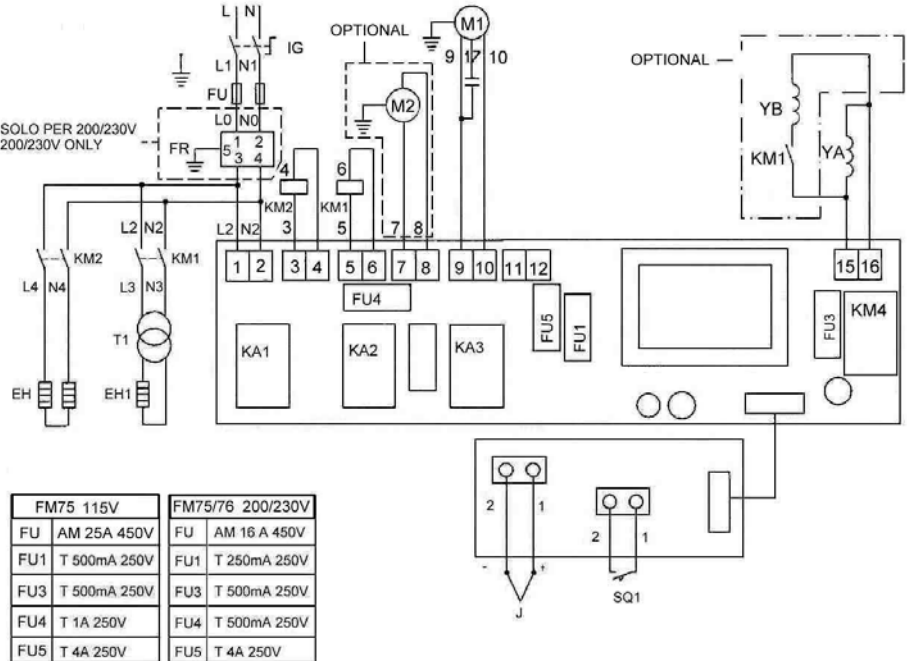 L N
IG
L1 N1
FU
L0 N0
SOLO PER 200/230V
200/230V ONLY
FR
1 2
5
3 4
OPTIONAL
M2
M1
9 17 10
OPTIONAL
YB
KM1
YA
4
KM2
3
6
KM1
5
7 8
L2 N2
L2 N2
KM2
KM1
L4 N4
L3 N3
T1
EH
EH1
1 2 3 4 5 6 7 8 9 10 11 12 15 16
FU4
FU5
FU1
FU3
KM4
KA1
KA2
KA3
2 1
2 1
- +
J
SQ1
FM75 115V
FU AM 25A 450V
FU1 T 500mA 250V
FU3 T 500mA 250V
FU4 T 1A 250V
FU5 T 4A 250V
FM75/76 200/230V
FU AM 16 A 450V
FU1 T 250mA 250V
FU3 T 500mA 250V
FU4 T 500mA 250V
FU5 T 4A 250V